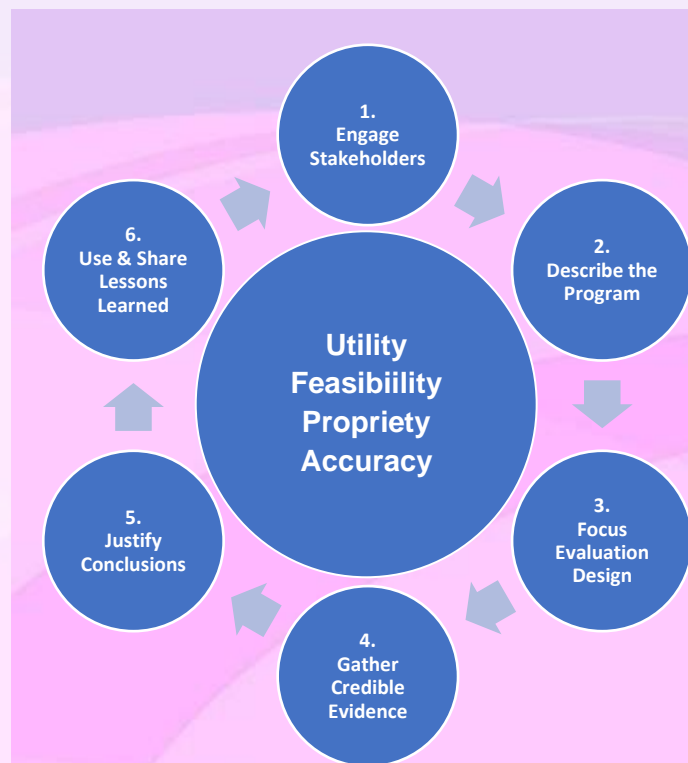 1.
Engage
Stakeholders
2.
Describe the
Program
3.
Focus
Evaluation
Design
4.
Gather
Credible
Evidence
5.
Justify
Conclusions
6.
Use & Share
Lessons
Learned
Utility
Feasibiility
Propriety
Accuracy